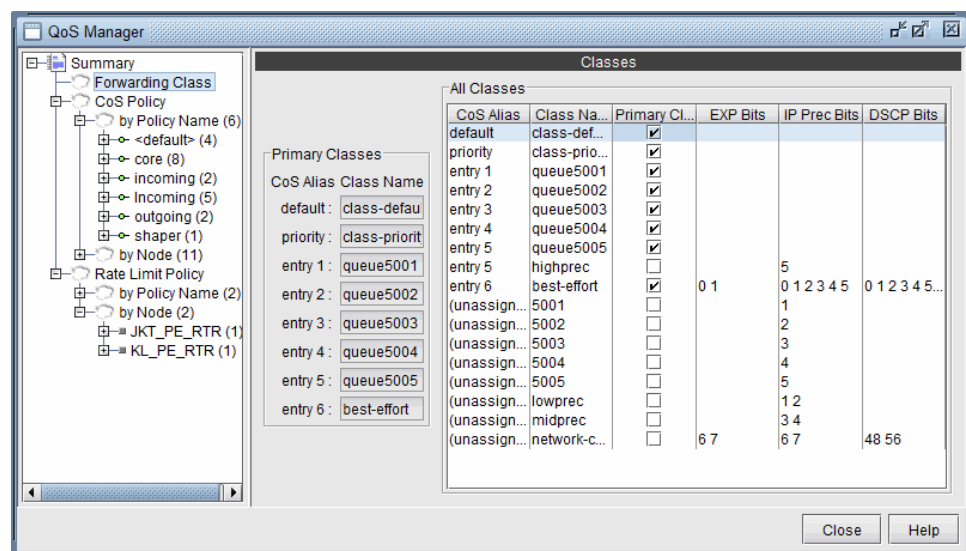 QoS Manager
Summary
Forwarding Class
CoS Policy
by Policy Name (6)
<default> (4)
core (8)
incoming (2)
Incoming (5)
outgoing (2)
shaper (1)
by Node (11)
Rate Limit Policy
by Policy Name (2)
by Node (2)
JKT_PE_RTR (1)
KL_PE_RTR (1)
Classes
Primary Classes
CoS Alias Class Name
default : class-defau
priority : class-priorit
entry 1 : queue5001
entry 2 : queue5002
entry 3 : queue5003
entry 4 : queue5004
entry 5 : queue5005
entry 6 : best-effort
All Classes
CoS Alias Class Na... Primary Cl... EXP Bits IP Prec Bits DSCP Bits
default class-def...
priority class-prio...
entry 1 queue5001
entry 2 queue5002
entry 3 queue5003
entry 4 queue5004
entry 5 queue5005
entry 5 highprec 5
entry 6 best-effort 0 1 0 1 2 3 4 5 0 1 2 3 4 5...
(unassign... 5001 1
(unassign... 5002 2
(unassign... 5003 3
(unassign... 5004 4
(unassign... 5005 5
(unassign... lowprec 1 2
(unassign... midprec 3 4
(unassign... network-c... 6 7 6 7 48 56
Close Help